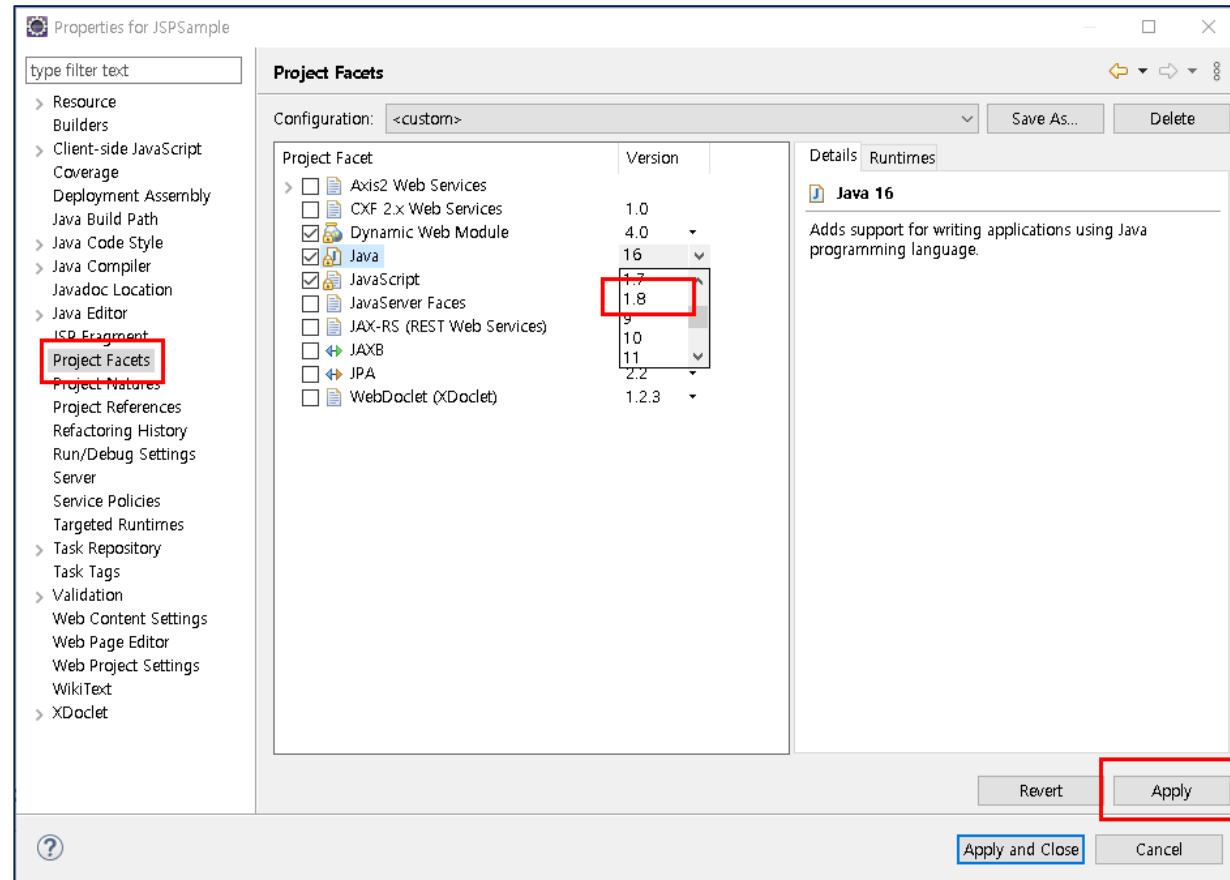 Properties for JSPSample
type filter text
Resource
Builders
Client-side JavaScript
Coverage
Deployment Assembly
Java Build Path
Java Code Style
Java Compiler
Javadoc Location
Java Editor
JSP Fragment
Project Facets
Project Natures
Project References
Refactoring History
Run/Debug Settings
Server
Service Policies
Targeted Runtimes
Task Repository
Task Tags
Validation
Web Content Settings
Web Page Editor
Web Project Settings
WikiText
XDoclet
Project Facets
Configuration: <custom> Save As... Delete
Project Facet Version
Axis2 Web Services
CXF 2.x Web Services 1.0
Dynamic Web Module 4.0
Java 16
JavaScript 1.7
JavaServer Faces 1.8
JAX-RS (REST Web Services) 9
JAXB 10
11
JPA 2.2
WebDoclet (XDoclet) 1.2.3
Details Runtimes
Java 16
Adds support for writing applications using Java
programming language.
Revert Apply
? Apply and Close Cancel